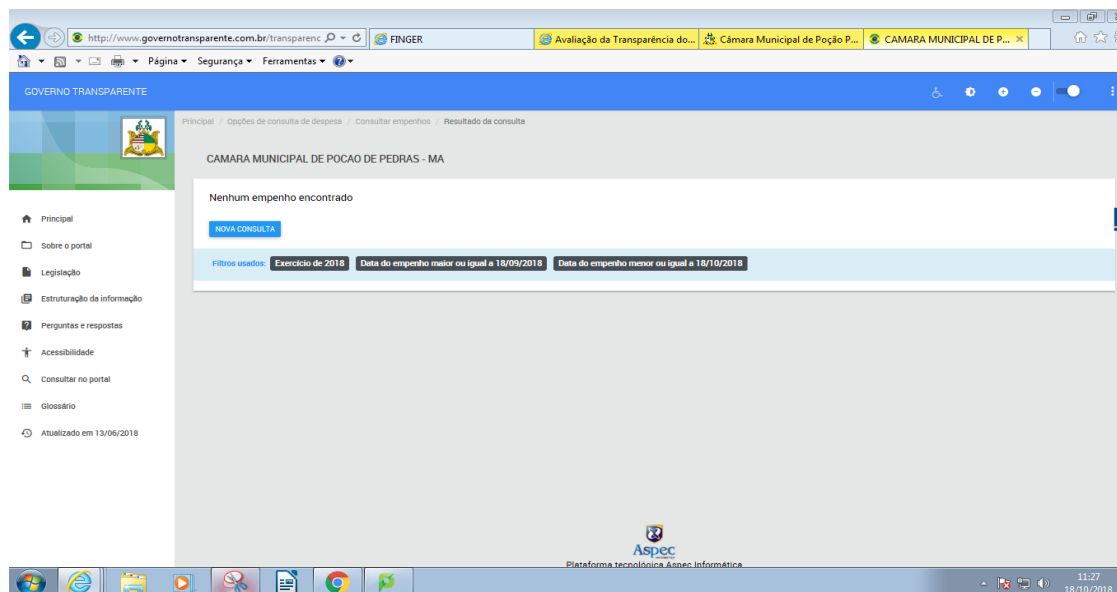 http://www.governotransparente.com.br/transparenc
FINGER
Avaliação da Transparência do...
Câmara Municipal de Poção P...
CAMARA MUNICIPAL DE P...
Página
Segurança
Ferramentas
GOVERNO TRANSPARENTE
Principal / Opções de consulta de despesa / Consultar empenhos / Resultado da consulta
CAMARA MUNICIPAL DE POCAO DE PEDRAS - MA
Nenhum empenho encontrado
NOVA CONSULTA
Filtros usados: Exercício de 2018 Data do empenho maior ou igual a 18/09/2018 Data do empenho menor ou igual a 18/10/2018
Principal
Sobre o portal
Legislação
Estruturação da informação
Perguntas e respostas
Acessibilidade
Consultar no portal
Glossário
Atualizado em 13/06/2018
Aspec
Plataforma tecnológica Aspec Informática
11:27
18/10/2018